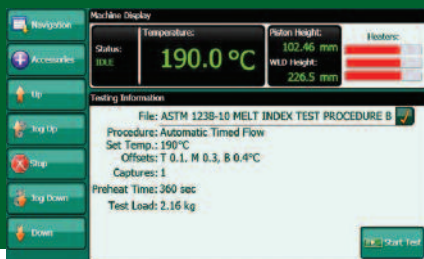 Navigation
Accessories
Up
Jog Up
Stop
Jog Down
Down
Machine Display
Status:
IDLE
Temperature:
190.0 °C
Piston Height:
102.46 mm
WLD Height:
226.5 mm
Heaters:
Testing Information
File: ASTM 1238-10 MELT INDEX TEST PROCEDURE B
Procedure: Automatic Timed Flow
Set Temp.: 190°C
Offsets: T 0.1, M 0.3, B 0.4°C
Captures: 1
Preheat Time: 360 sec
Test Load: 2.16 kg
Start Test